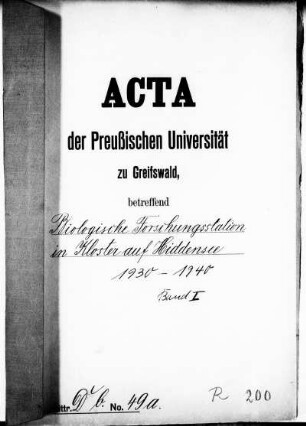 ACTA
der Preußischen Universität
zu Greifswald,
betreffend
Biologische Forschungsstation
in Kloster auf Hiddensee
1930 - 1940
Band I
Littr. D b. No. 49a.
R 200